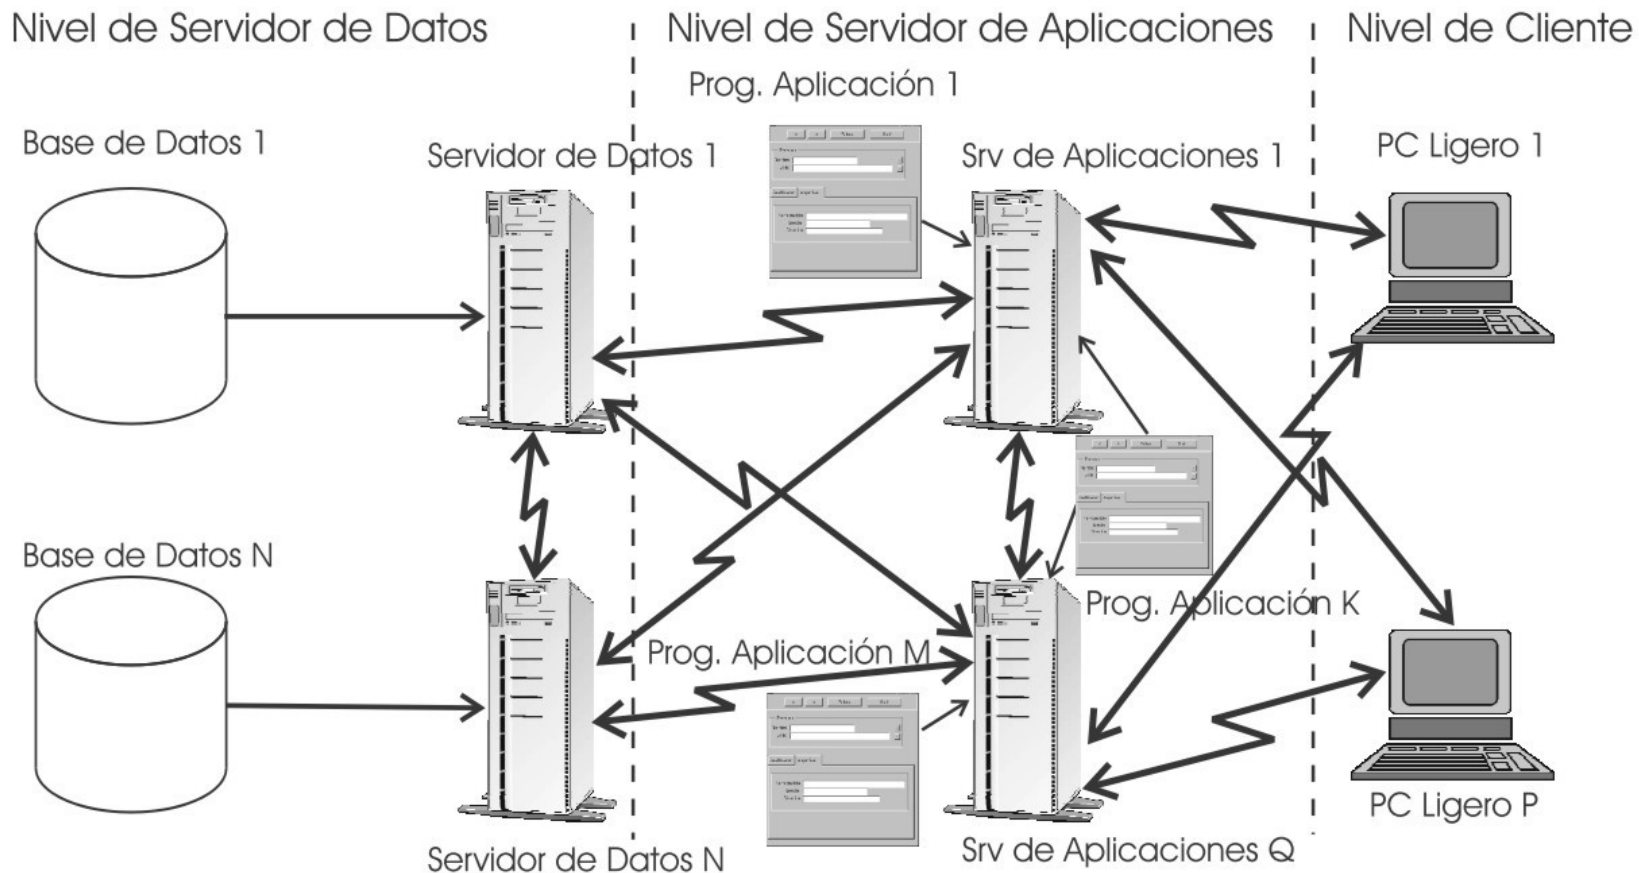 Nivel de Servidor de Datos
Nivel de Servidor de Aplicaciones
Nivel de Cliente
Prog. Aplicación 1
Base de Datos 1
Servidor de Datos 1
Srv de Aplicaciones 1
PC Ligero 1
Base de Datos N
Prog. Aplicación K
Prog. Aplicación M
PC Ligero P
Servidor de Datos N
Srv de Aplicaciones Q